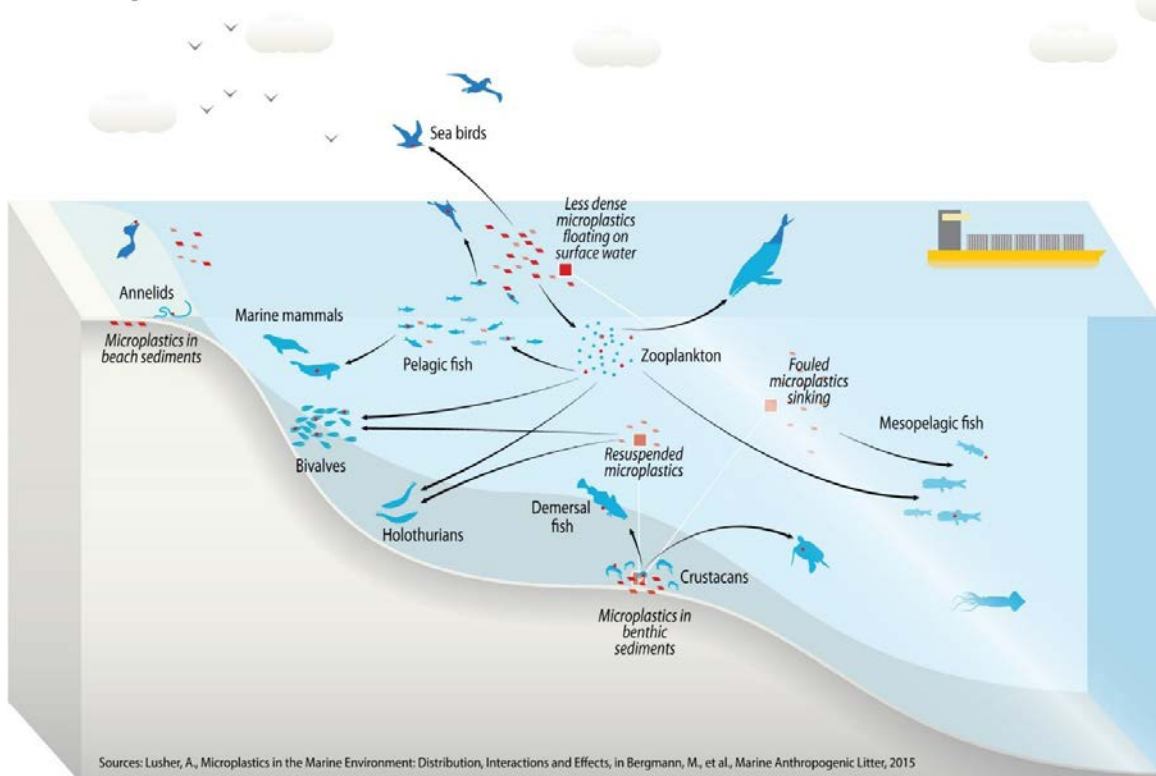 Sea birds
Less dense
microplastics
floating on
surface water
Annelids
Microplastics in
beach sediments
Marine mammals
Pelagic fish
Zooplankton
Fouled
microplastics
sinking
Mesopelagic fish
Bivalves
Resuspended
microplastics
Holothurians
Demersal
fish
Crustacans
Microplastics in
benthic
sediments
Sources: Lusher, A., Microplastics in the Marine Environment: Distribution, Interactions and Effects, in Bergmann, M., et al., Marine Anthropogenic Litter, 2015